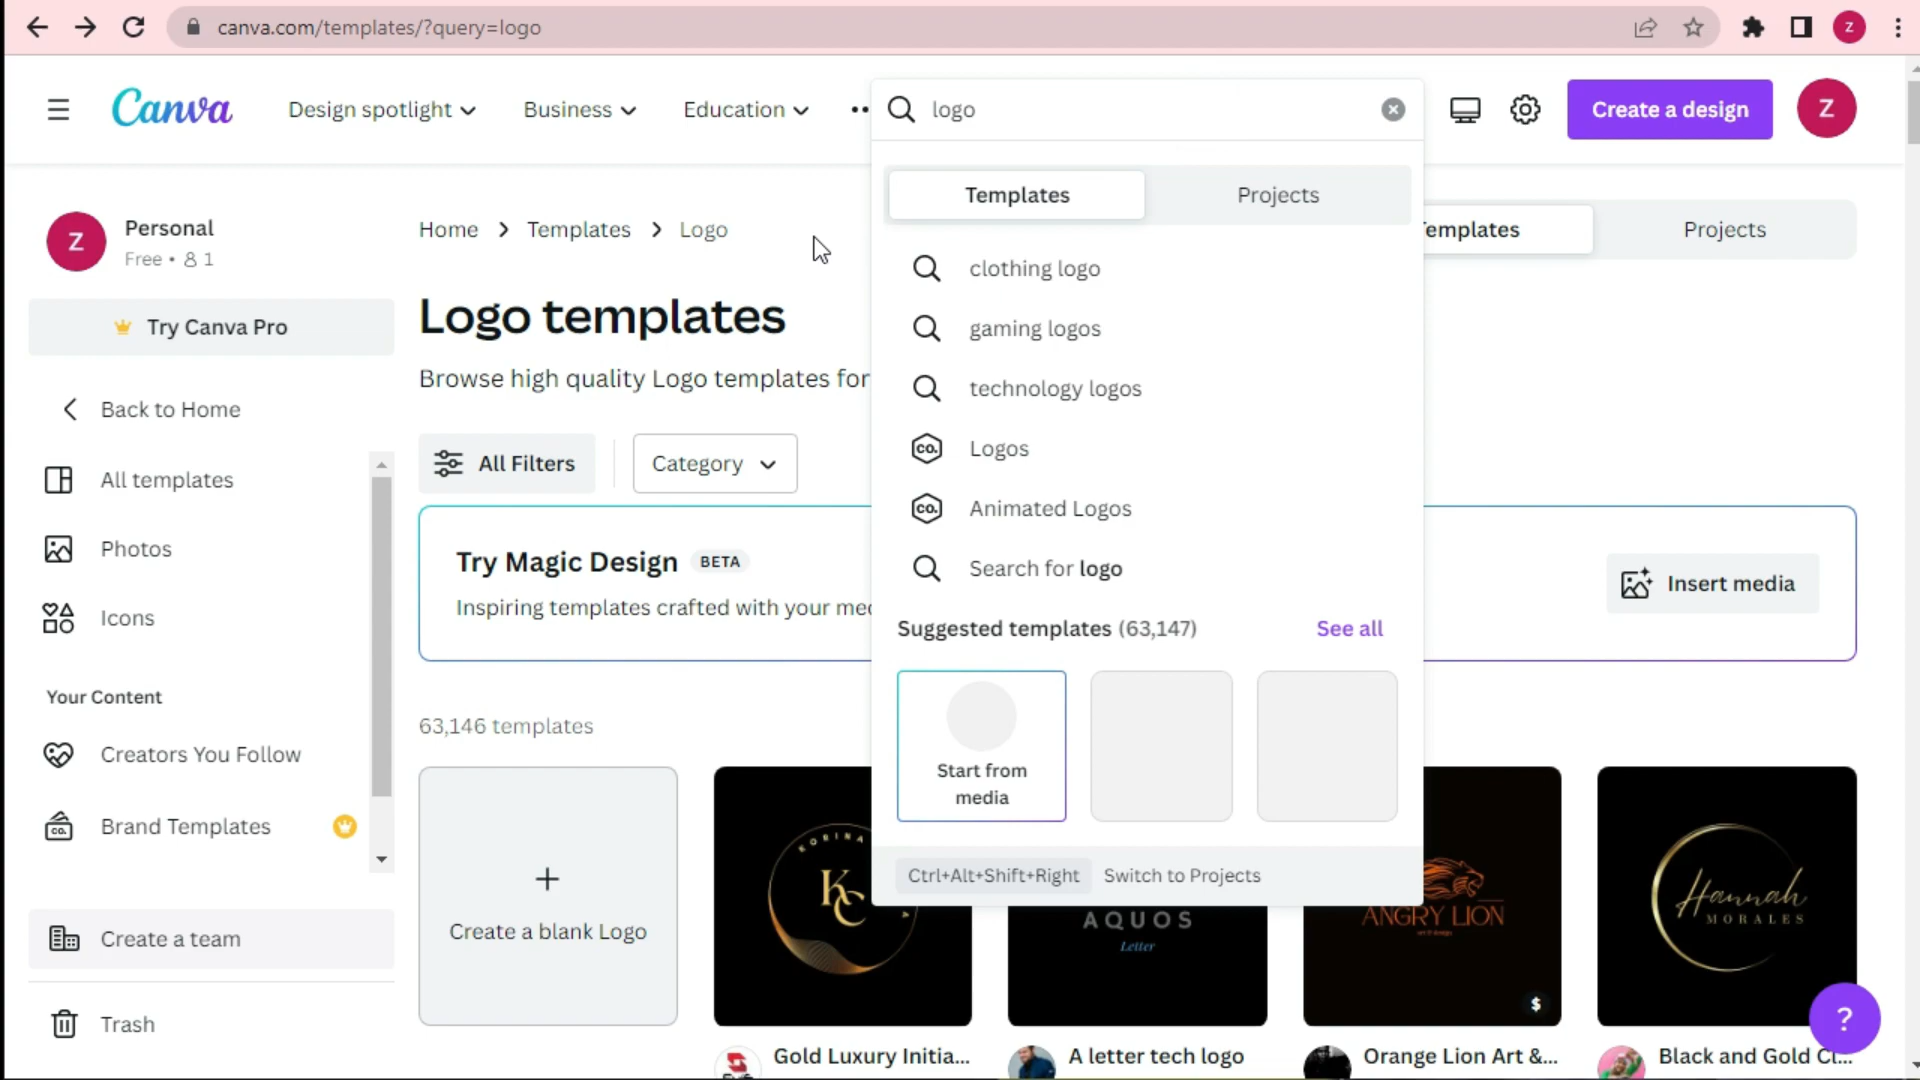 canva.com/templates/?query=logo
Z
Canva
Design spotlight
Business
Education
logo
Create a design
Z
Templates
Projects
Z
Personal
Free • 1
Home > Templates > Logo
emplates
Projects
clothing logo
Logo templates
Try Canva Pro
gaming logos
Browse high quality Logo templates for
technology logos
Back to Home
All Filters
Category
CO. Logos
All templates
CO. Animated Logos
Photos
Try Magic Design BETA
Search for logo
Insert media
Inspiring templates crafted with your me
Icons
Suggested templates (63,147)
See all
Your Content
63,146 templates
Creators You Follow
Start from
media
CO. Brand Templates
Ctrl+Alt+Shift+Right Switch to Projects
Create a blank Logo
KORINA
KC
AQUOS
Letter
ANGRY LION
$
Hannah
MORALES
Create a team
Trash
?
Gold Luxury Initia...
A letter tech logo
Orange Lion Art &...
Black and Gold Cl...